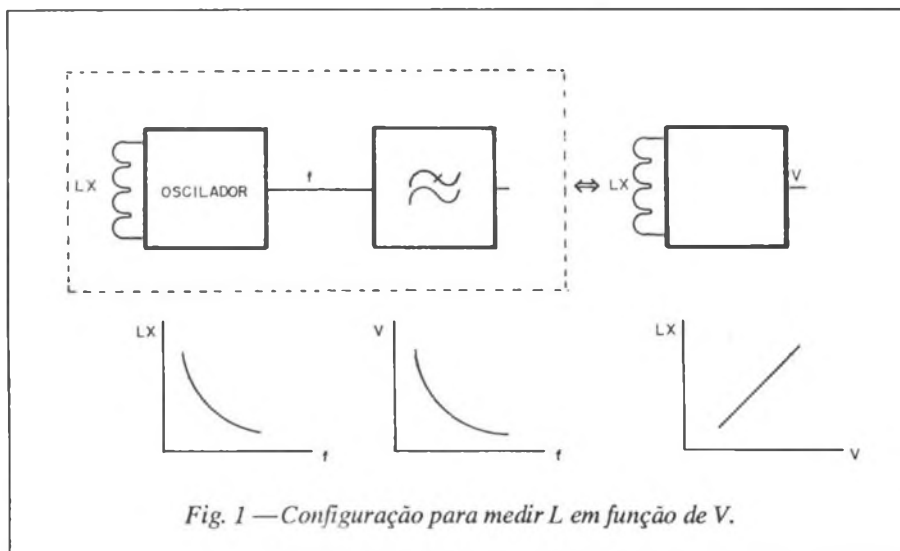 LX
OSCILADOR
f
⇔
LX
V
LX
f
V
f
LX
V
Fig. 1 — Configuração para medir L em função de V.